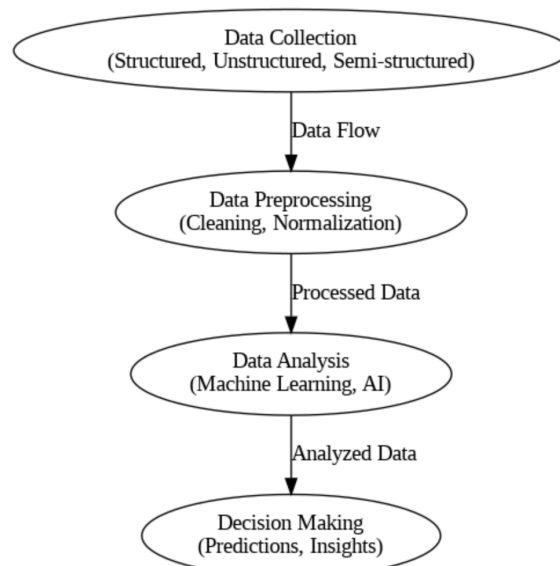 Data Collection
(Structured, Unstructured, Semi-structured)
Data Flow
Data Preprocessing
(Cleaning, Normalization)
Processed Data
Data Analysis
(Machine Learning, AI)
Analyzed Data
Decision Making
(Predictions, Insights)